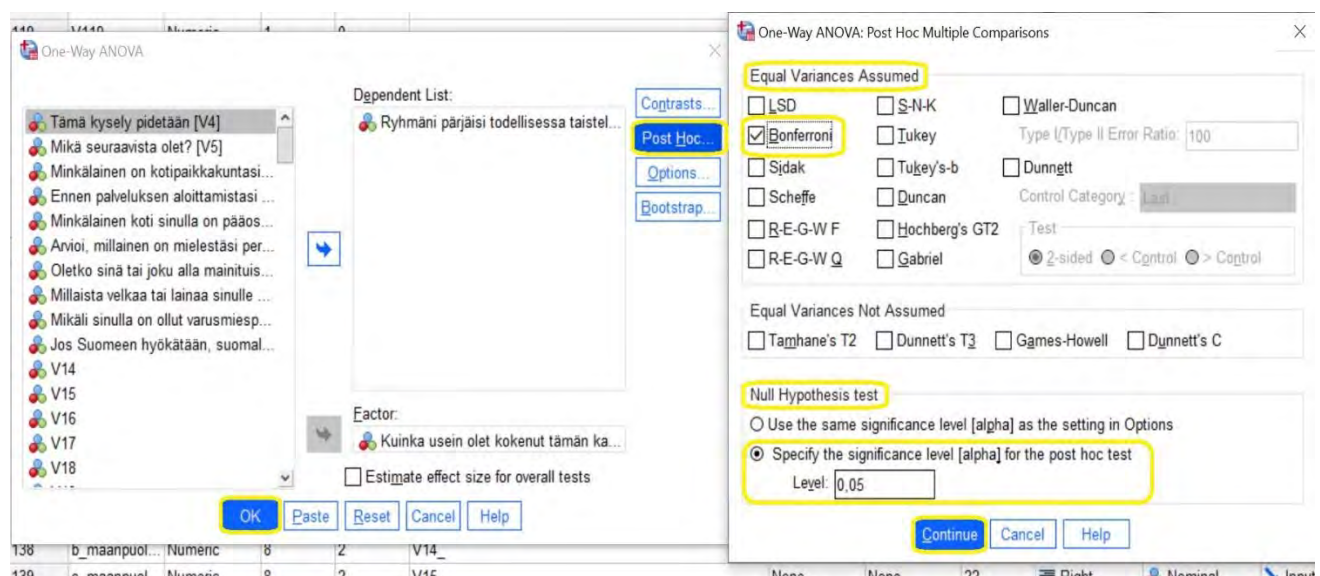 V119 Numeric 1 0
One-Way ANOVA
Tämä kysely pidetään [V4]
Mikä seuraavista olet? [V5]
Minkälainen on kotipaikkakuntasi...
Ennen palveluksen aloittamistasi ...
Minkälainen koti sinulla on pääos...
Arvioi, millainen on mielestäsi per...
Oletko sinä tai joku alla mainituis...
Millaista velkaa tai lainaa sinulle ...
Mikäli sinulla on ollut varusmiesp...
Jos Suomeen hyökätään, suomal...
V14
V15
V16
V17
V18
Dependent List:
Ryhmäni pärjäisi todellisessa taistel...
Factor:
Kuinka usein olet kokenut tämän ka...
Estimate effect size for overall tests
Contrasts...
Post Hoc...
Options...
Bootstrap...
OK Paste Reset Cancel Help
138 b_maanpuol... Numeric 8 2 V14_
One-Way ANOVA: Post Hoc Multiple Comparisons
Equal Variances Assumed
LSD S-N-K Waller-Duncan
Bonferroni Tukey Type I/Type II Error Ratio: 100
Sidak Tukey's-b Dunnett
Scheffe Duncan Control Category : Last
R-E-G-W F Hochberg's GT2 Test
R-E-G-W Q Gabriel 2-sided < Control > Control
Equal Variances Not Assumed
Tamhane's T2 Dunnett's T3 Games-Howell Dunnett's C
Null Hypothesis test
Use the same significance level [alpha] as the setting in Options
Specify the significance level [alpha] for the post hoc test
Level: 0,05
Continue Cancel Help
139 Numeric 8 2 V15 None None 22 Right Nominal Input